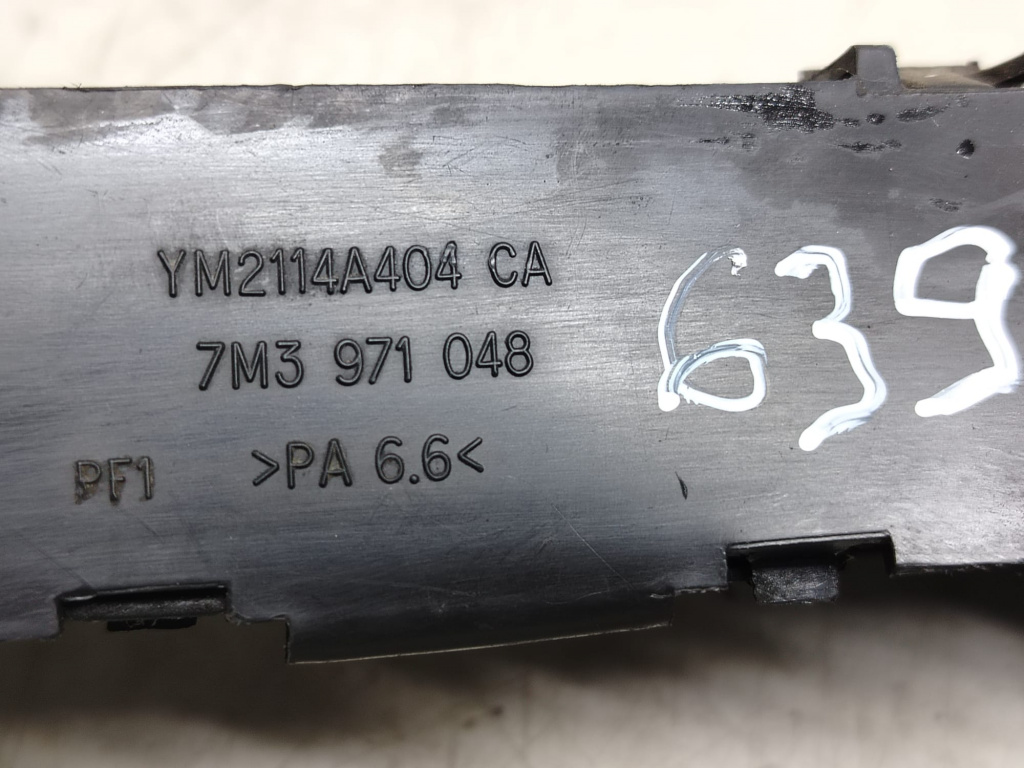 YM2114A404 CA
7M3 971 048
PF1 >PA 6.6<
639